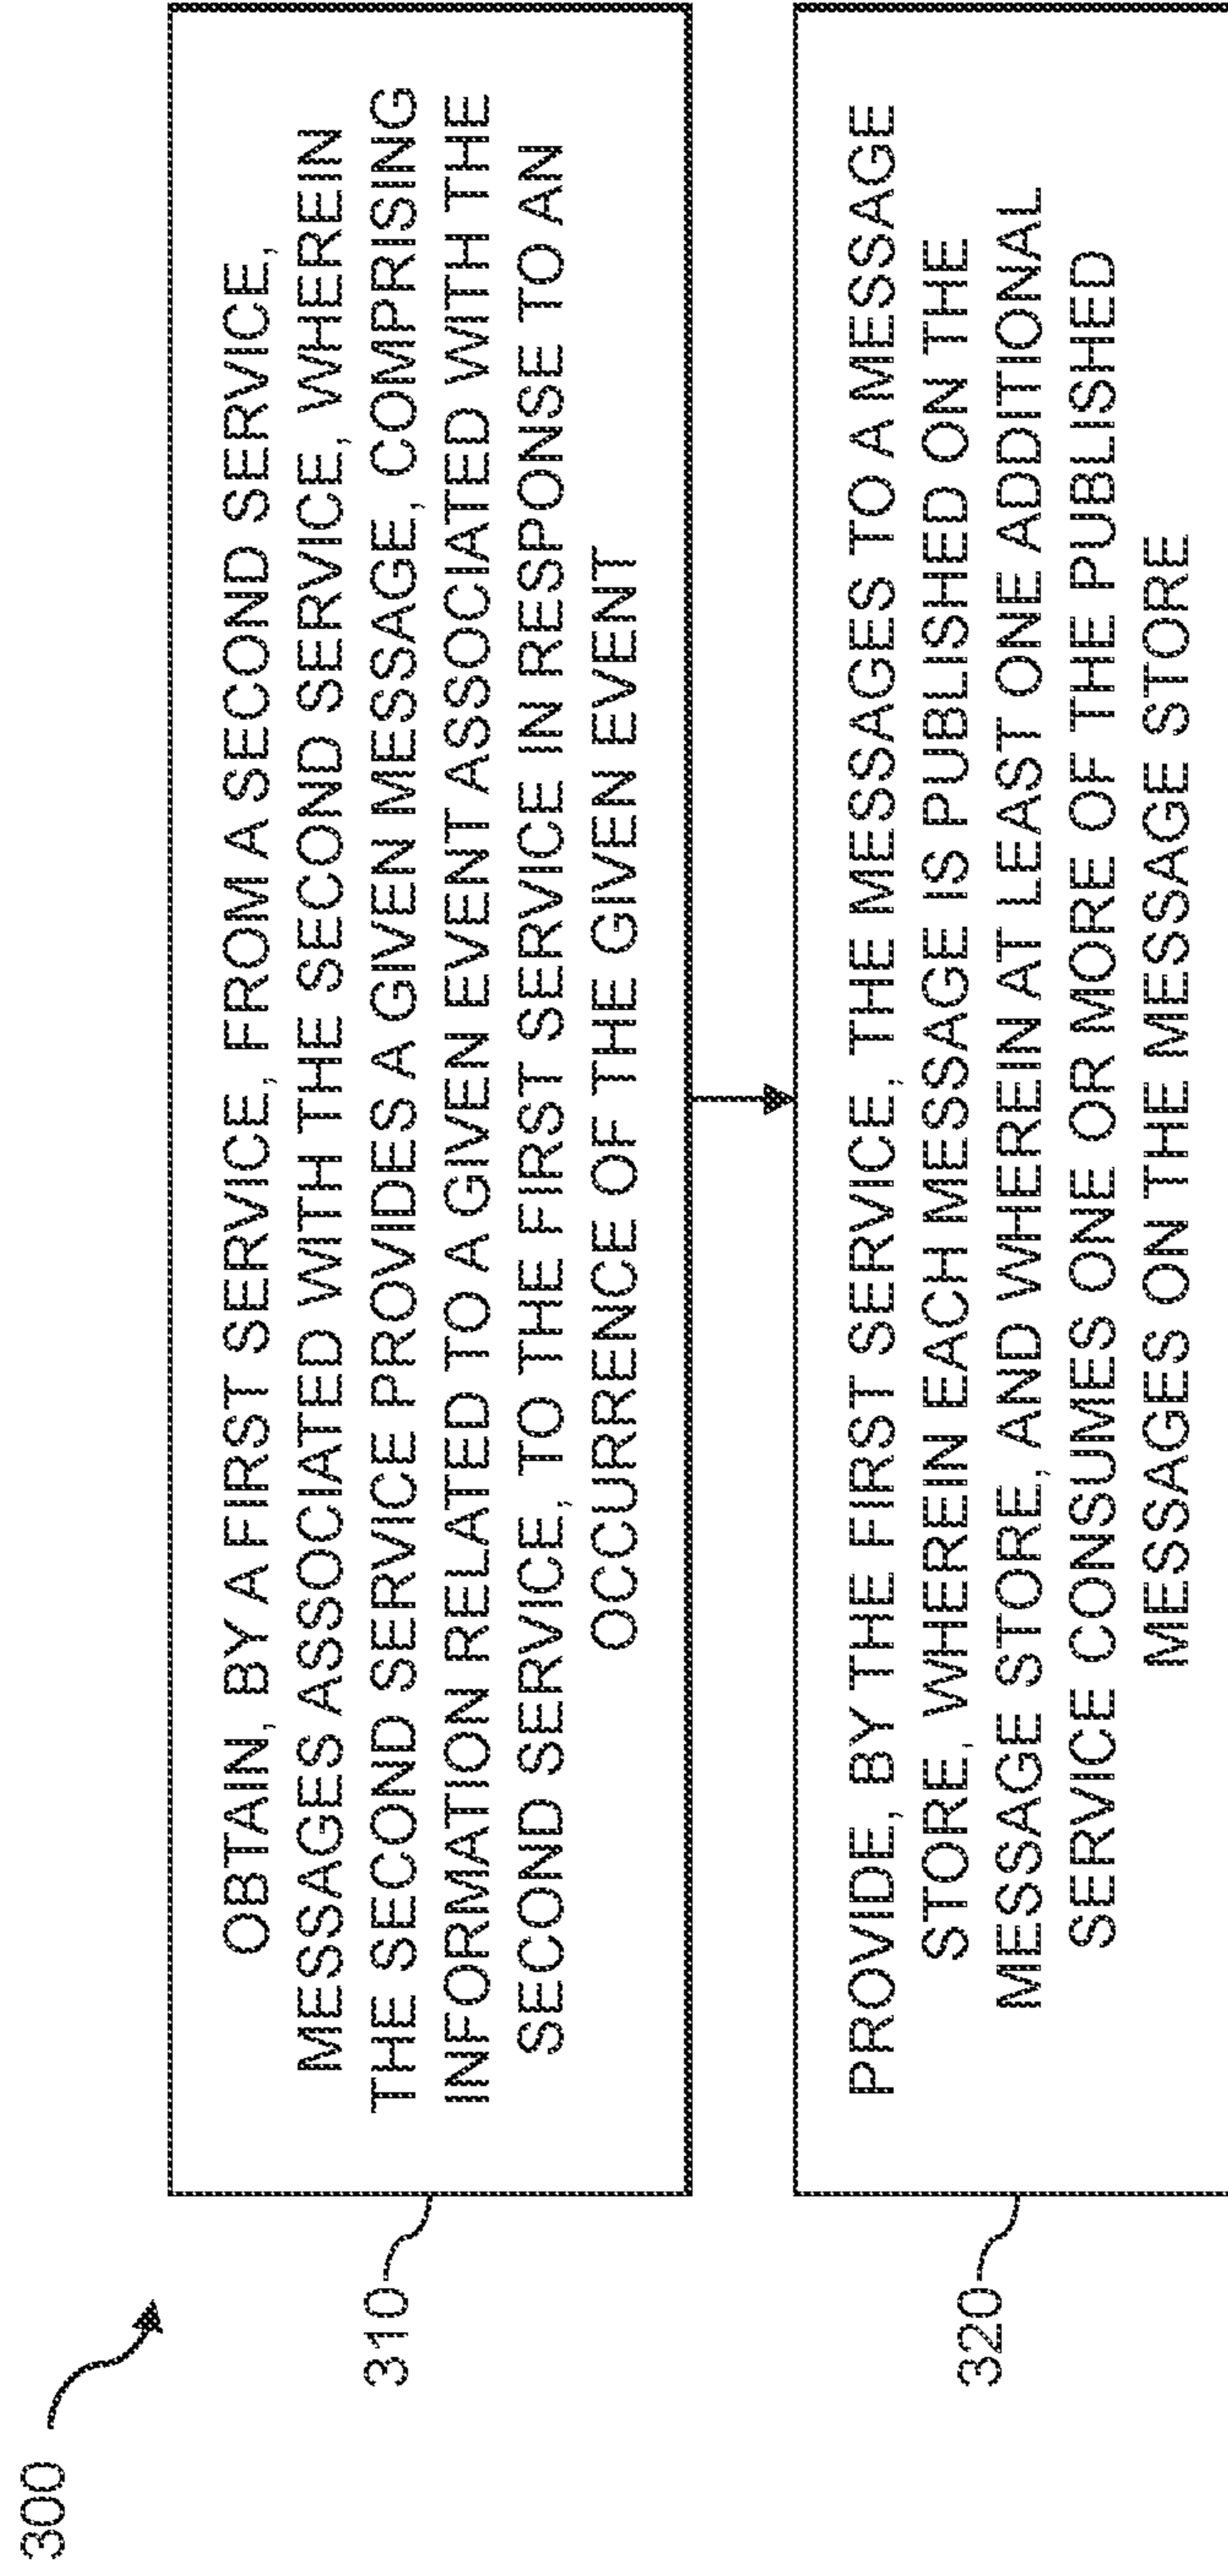 300
310
OBTAIN, BY A FIRST SERVICE, FROM A SECOND SERVICE,
MESSAGES ASSOCIATED WITH THE SECOND SERVICE, WHEREIN
THE SECOND SERVICE PROVIDES A GIVEN MESSAGE, COMPRISING
INFORMATION RELATED TO A GIVEN EVENT ASSOCIATED WITH THE
SECOND SERVICE, TO THE FIRST SERVICE IN RESPONSE TO AN
OCCURRENCE OF THE GIVEN EVENT
320
PROVIDE, BY THE FIRST SERVICE, THE MESSAGES TO A MESSAGE
STORE, WHEREIN EACH MESSAGE IS PUBLISHED ON THE
MESSAGE STORE, AND WHEREIN AT LEAST ONE ADDITIONAL
SERVICE CONSUMES ONE OR MORE OF THE PUBLISHED
MESSAGES ON THE MESSAGE STORE